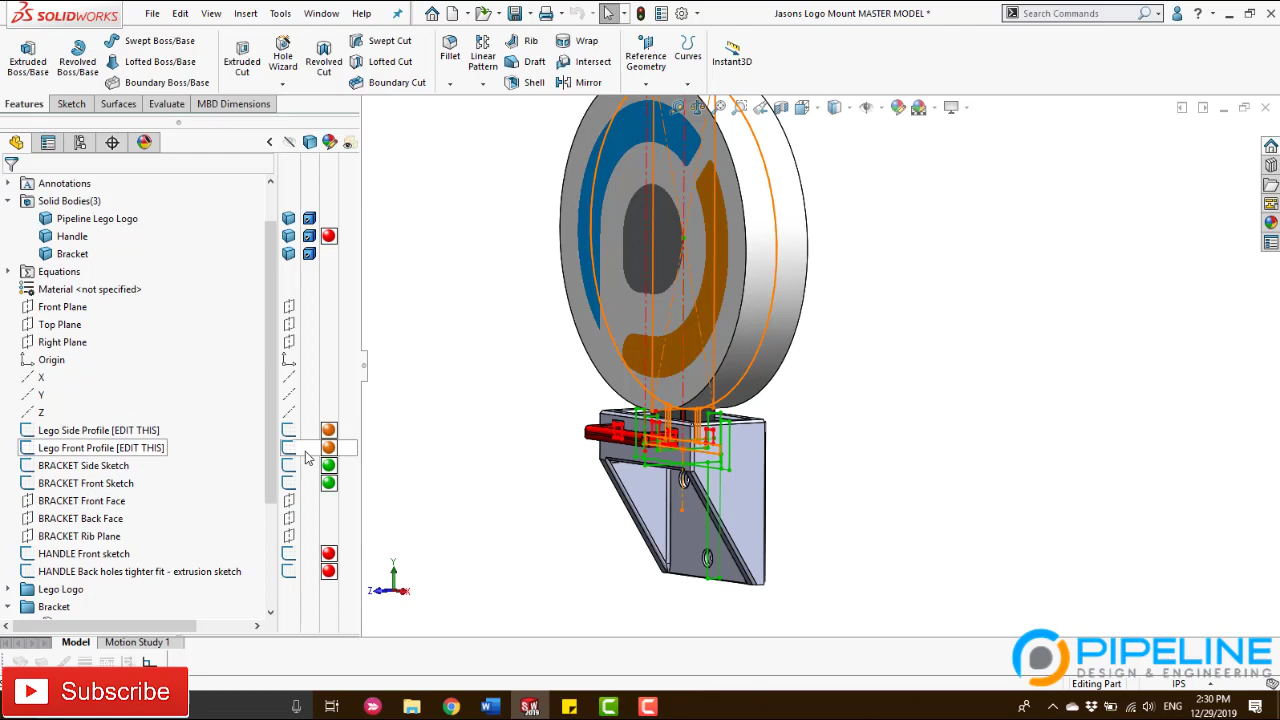 SOLIDWORKS File Edit View Insert Tools Window Help Jasons Logo Mount MASTER MODEL * Search Commands
Extruded Boss/Base Revolved Boss/Base Swept Boss/Base Lofted Boss/Base Boundary Boss/Base Extruded Cut Hole Wizard Revolved Cut Swept Cut Lofted Cut Boundary Cut Fillet Linear Pattern Rib Draft Shell Wrap Intersect Mirror Reference Geometry Curves Instant3D
Features Sketch Surfaces Evaluate MBD Dimensions
Annotations
Solid Bodies(3)
Pipeline Lego Logo
Handle
Bracket
Equations
Material <not specified>
Front Plane
Top Plane
Right Plane
Origin
X
Y
Z
Lego Side Profile [EDIT THIS]
Lego Front Profile [EDIT THIS]
BRACKET Side Sketch
BRACKET Front Sketch
BRACKET Front Face
BRACKET Back Face
BRACKET Rib Plane
HANDLE Front sketch
HANDLE Back holes tighter fit - extrusion sketch
Lego Logo
Bracket
Y
Z X
Model Motion Study 1
PIPELINE
DESIGN & ENGINEERING
Subscribe
Editing Part IPS
SW 2019 ENG 2:30 PM
12/29/2019